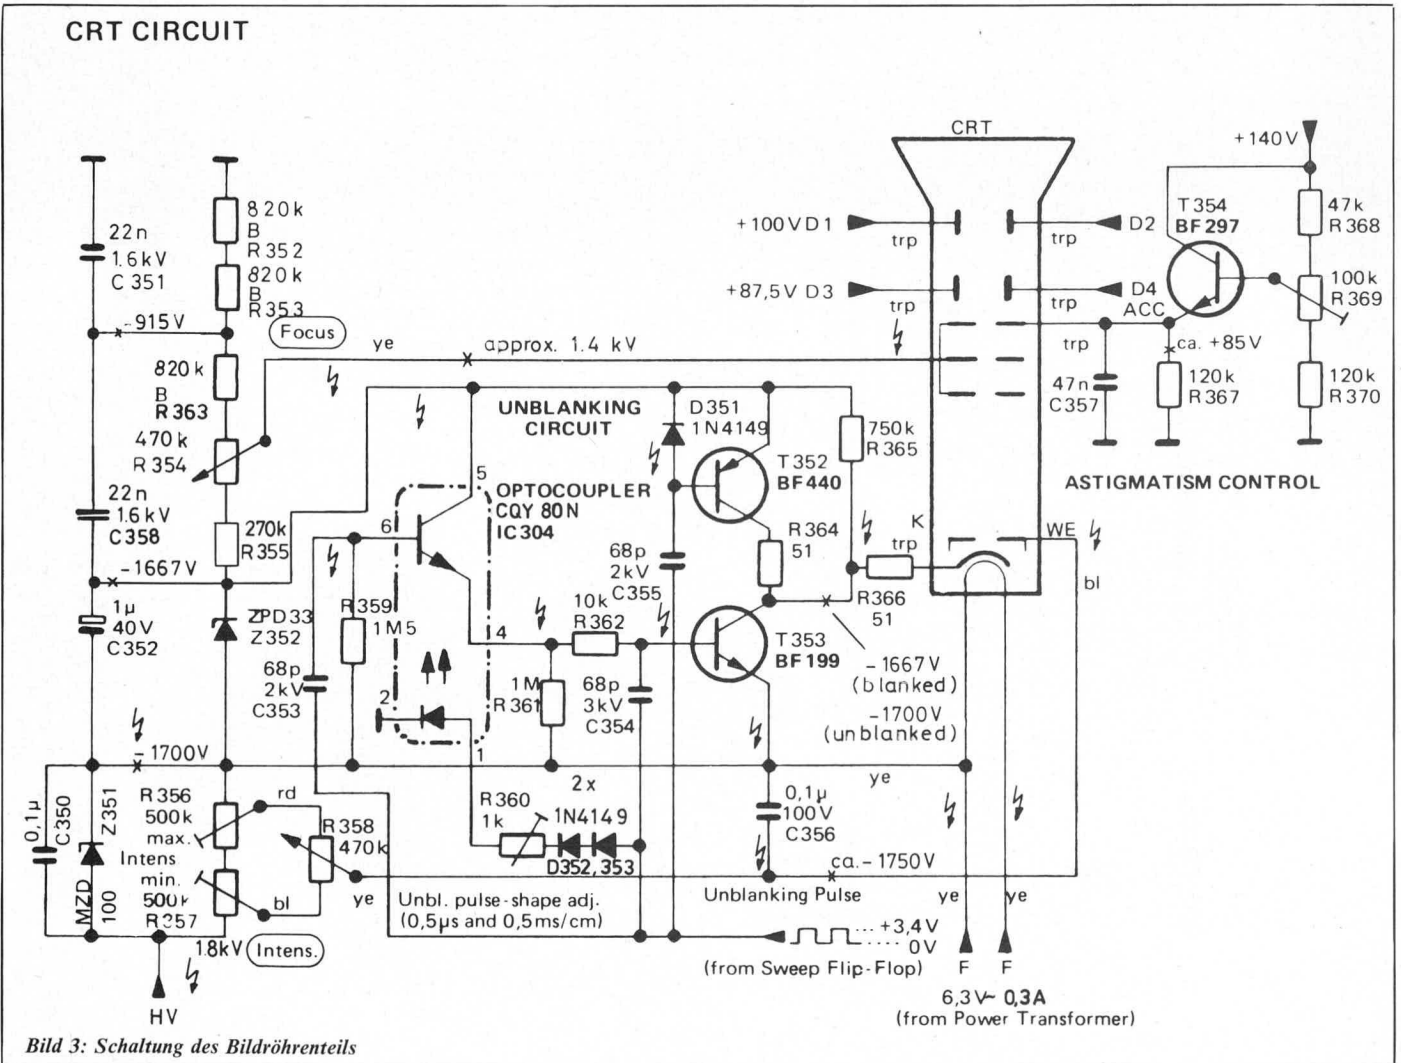 CRT CIRCUIT
CRT
+140V
820k
B
R352
22n
1.6kV
C351
820k
B
R353
-915V
Focus
ye
approx. 1.4 kV
+100V D1
trp
D2
trp
+87,5V D3
trp
D4
trp
ACC
trp
T354
BF297
47k
R368
100k
R369
ca. +85V
47n
C357
120k
R367
120k
R370
ASTIGMATISM CONTROL
820k
B
R363
470k
R354
22n
1.6kV
C358
270k
R355
-1667V
1µ
40V
C352
ZPD33
Z352
UNBLANKING
CIRCUIT
5
OPTOCOUPLER
CQY 80N
IC304
6
R359
1M5
68p
2kV
C353
4
2
1
10k
R362
1M
R361
68p
3kV
C354
D351
1N4149
T352
BF440
750k
R365
R364
51
68p
2kV
C355
T353
BF199
K
trp
R366
51
WE
bl
-1667V
(blanked)
-1700V
(unblanked)
-1700V
ye
0,1µ
C350
Z351
MZD
100
R356
500k
max.
Intens
min.
500k
R357
rd
bl
R358
470k
ye
1.8kV
Intens.
HV
2x
R360
1k
1N4149
D352,353
0,1µ
100V
C356
ca.-1750V
Unbl. pulse-shape adj.
(0,5µs and 0,5ms/cm)
Unblanking Pulse
+3,4V
0V
(from Sweep Flip-Flop)
ye
ye
F
F
6,3V~ 0,3A
(from Power Transformer)
Bild 3: Schaltung des Bildröhrenteils